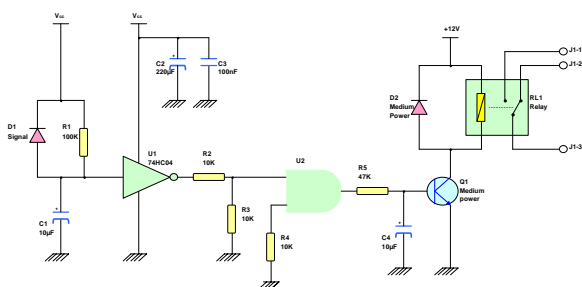 Vcc
Vcc
+12V
C2
220µF
C3
100nF
D1
Signal
R1
100K
U1
74HC04
R2
10K
U2
R3
10K
R4
10K
C1
10µF
R5
47K
C4
10µF
D2
Medium
Power
RL1
Relay
Q1
Medium
power
J1-1
J1-2
J1-3